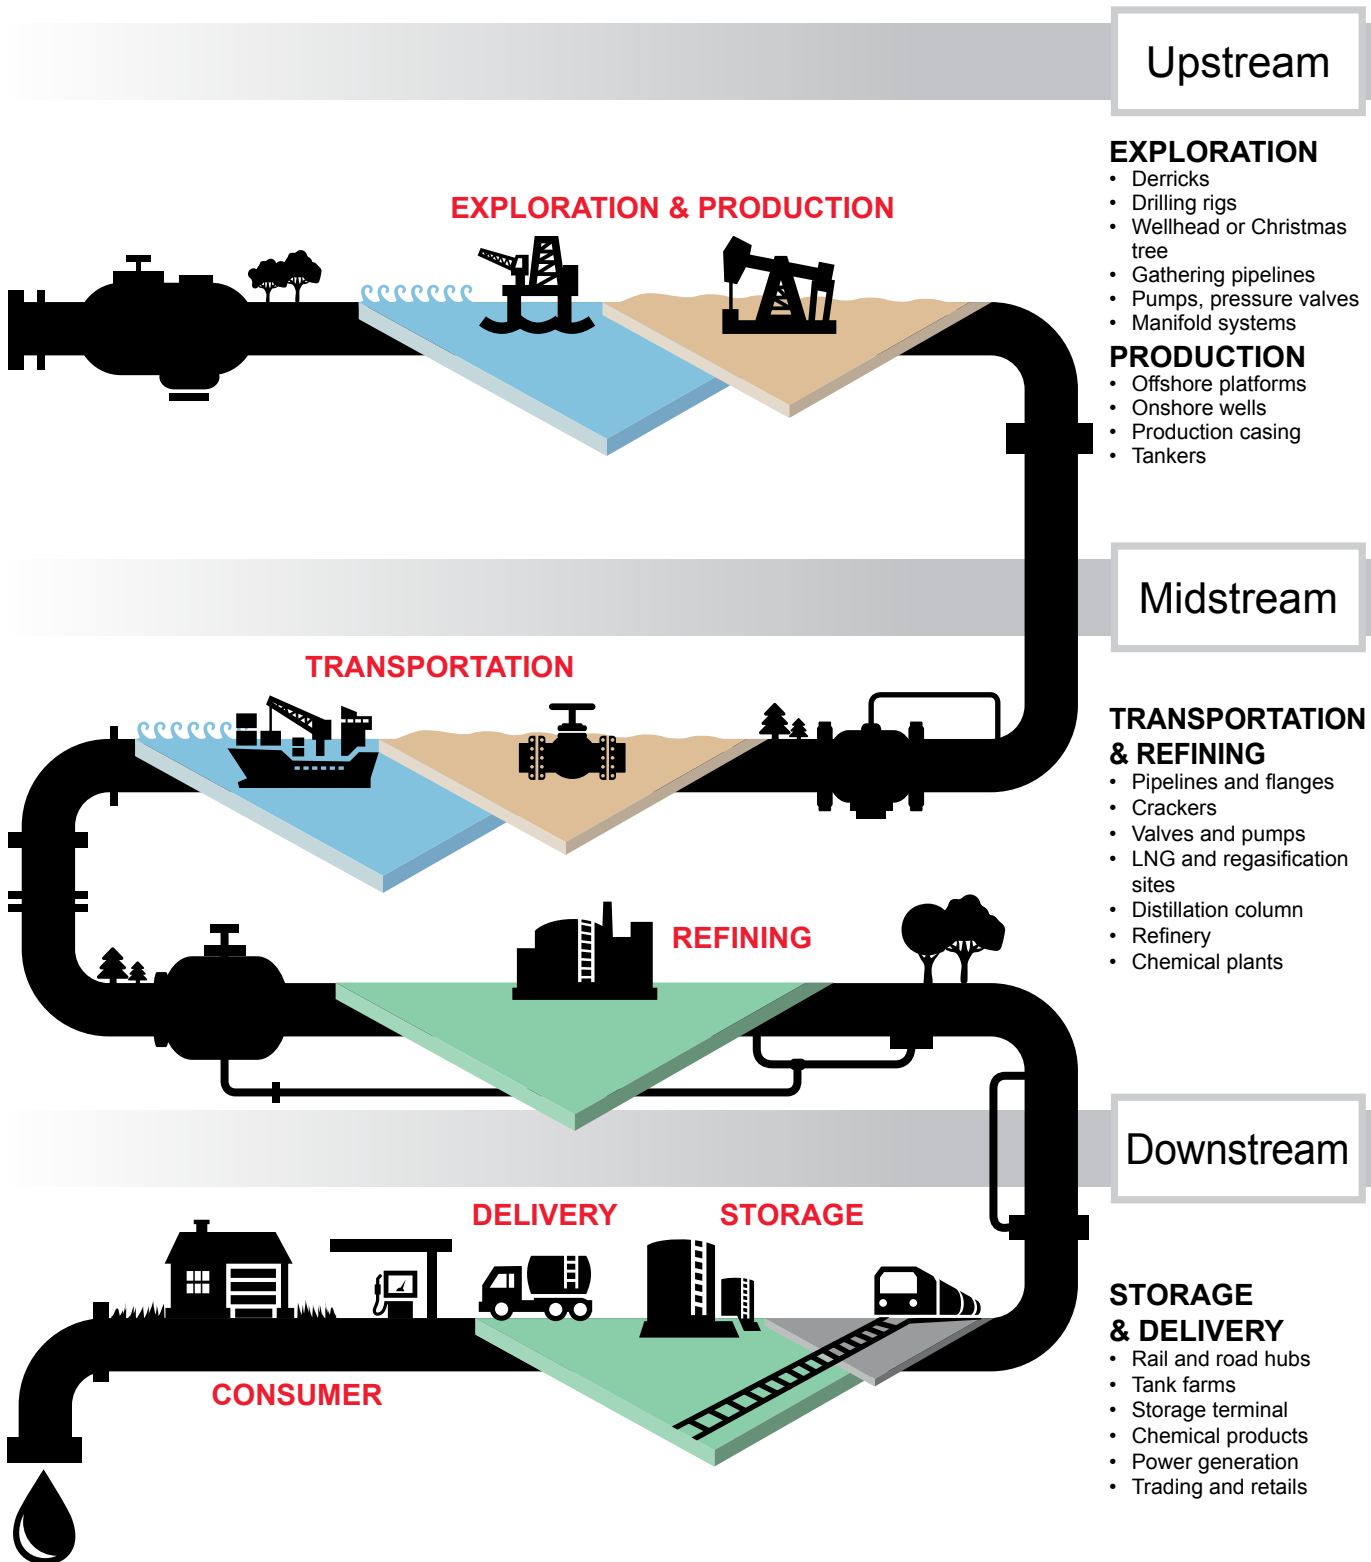 Upstream
EXPLORATION & PRODUCTION
EXPLORATION
• Derricks
• Drilling rigs
• Wellhead or Christmas
tree
• Gathering pipelines
• Pumps, pressure valves
• Manifold systems
PRODUCTION
• Offshore platforms
• Onshore wells
• Production casing
• Tankers
Midstream
TRANSPORTATION
REFINING
TRANSPORTATION
& REFINING
• Pipelines and flanges
• Crackers
• Valves and pumps
• LNG and regasification
sites
• Distillation column
• Refinery
• Chemical plants
Downstream
DELIVERY
STORAGE
CONSUMER
STORAGE
& DELIVERY
• Rail and road hubs
• Tank farms
• Storage terminal
• Chemical products
• Power generation
• Trading and retails